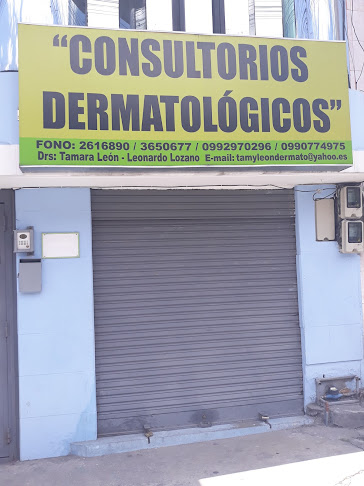 “CONSULTORIOS
DERMATOLÓGICOS”
FONO: 2616890 / 3650677 / 0992970296 / 0990774975
Drs: Tamara León - Leonardo Lozano E-mail: tamyleondermato@yahoo.es